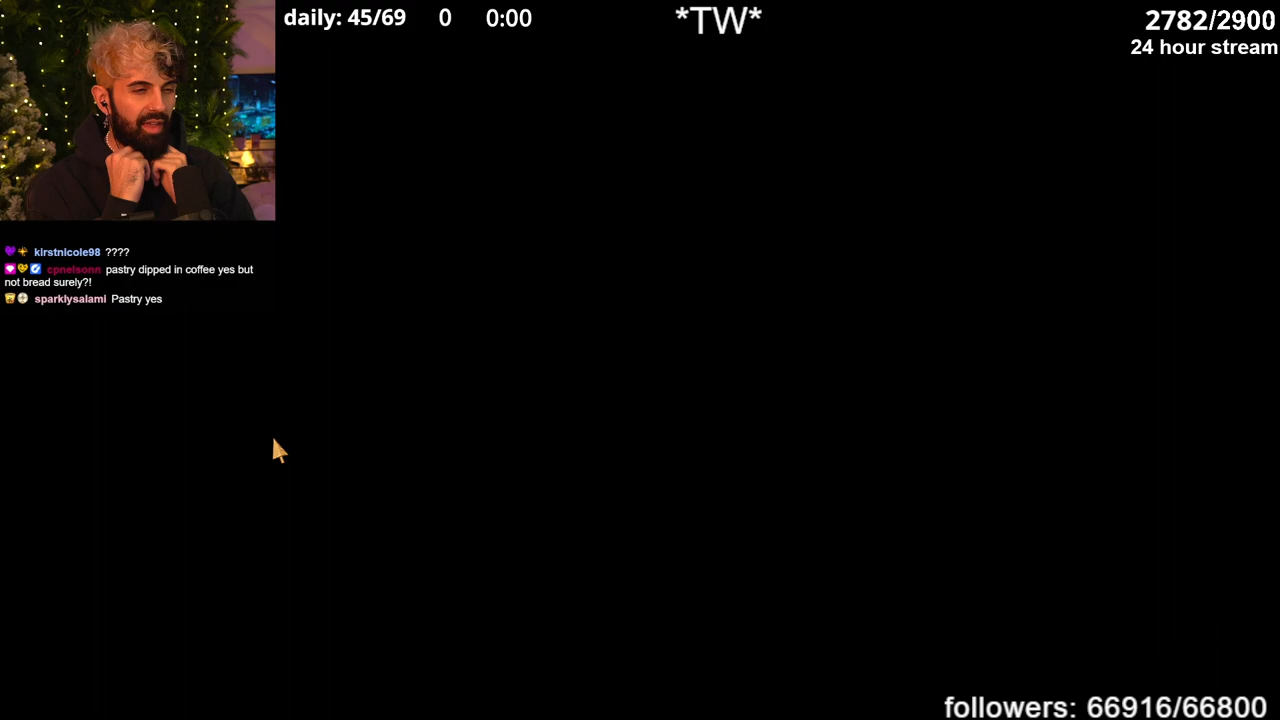 daily: 45/69 0 0:00 *TW* 2782/2900
24 hour stream
kirstnicole98 ????
cpnelsonn pastry dipped in coffee yes but
not bread surely?!
sparklysalami Pastry yes
followers: 66916/66800